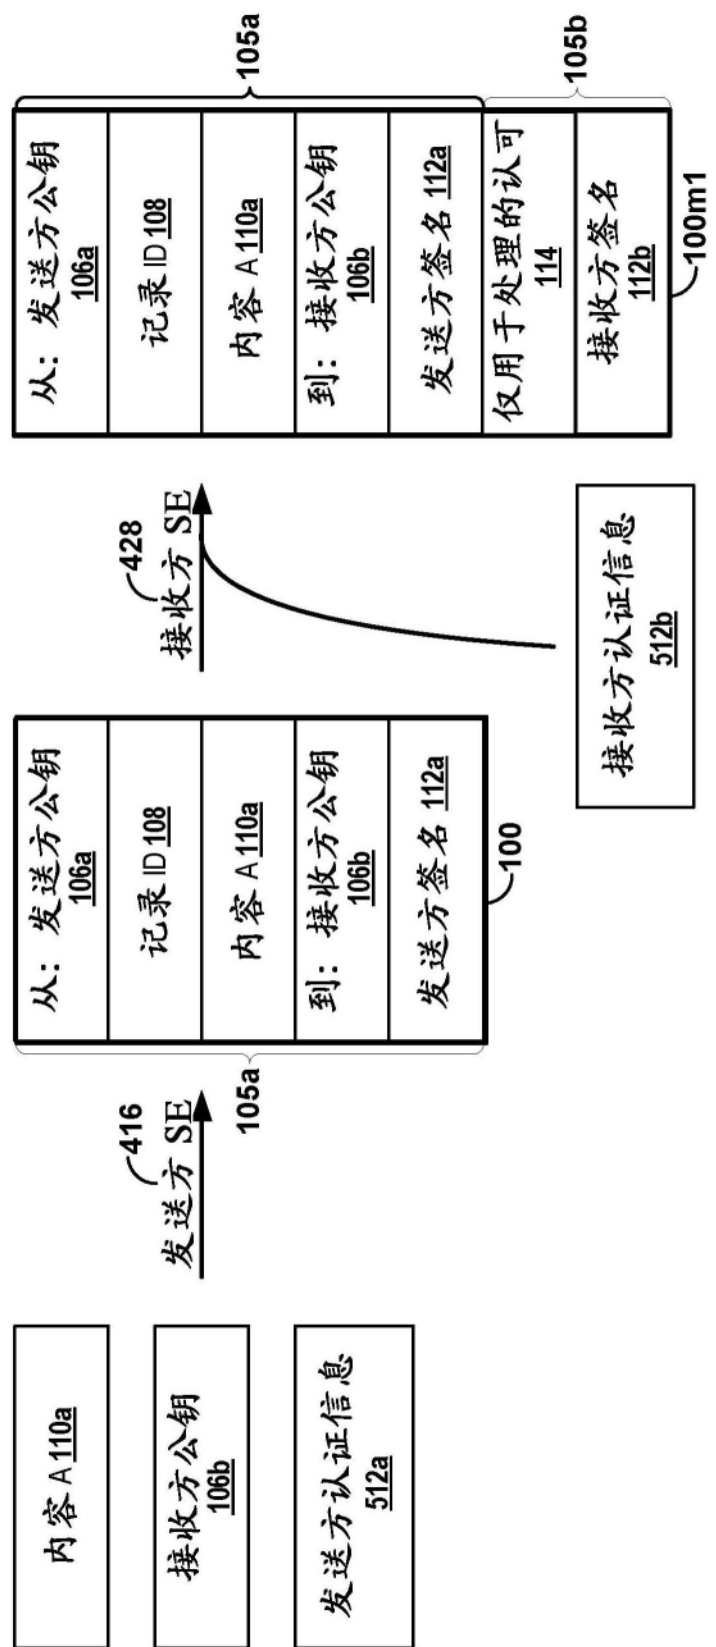 内容 A 110a
接收方公钥
106b
发送方认证信息
512a
416
发送方 SE
从：发送方公钥
106a
记录 ID 108
内容 A 110a
到：接收方公钥
106b
发送方签名 112a
105a
100
428
接收方 SE
接收方认证信息
512b
从：发送方公钥
106a
记录 ID 108
内容 A 110a
到：接收方公钥
106b
发送方签名 112a
仅用于处理的认可
114
接收方签名
112b
105a
105b
100m1